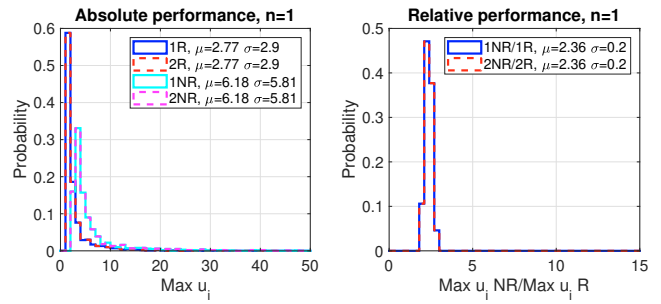 Absolute performance, n=1
0.6
0.5
0.4
0.3
0.2
0.1
0
Probability
1R, μ=2.77 σ=2.9
2R, μ=2.77 σ=2.9
1NR, μ=6.18 σ=5.81
2NR, μ=6.18 σ=5.81
0 10 20 30 40 50
Max u_i
Relative performance, n=1
0.5
0.4
0.3
0.2
0.1
0
Probability
1NR/1R, μ=2.36 σ=0.2
2NR/2R, μ=2.36 σ=0.2
0 5 10 15
Max u_i NR/Max u_i R